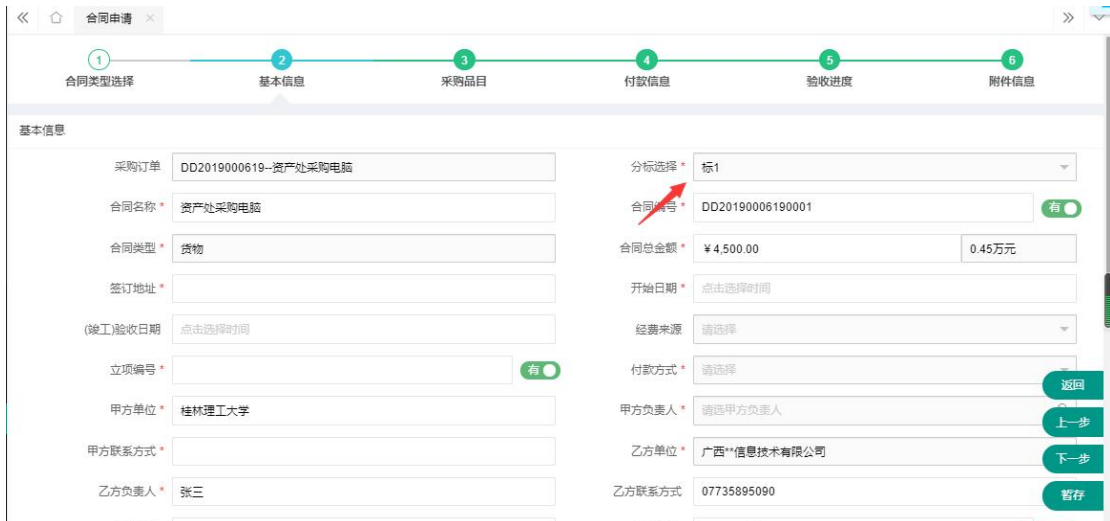 合同申请
1 2 3 4 5 6
合同类型选择 基本信息 采购品目 付款信息 验收进度 附件信息
基本信息
采购订单 DD2019000619--资产处采购电脑 分标选择 * 标1
合同名称 * 资产处采购电脑 合同编号 * DD20190006190001 有
合同类型 * 货物 合同总金额 * ¥4,500.00 0.45万元
签订地址 * 开始日期 * 点击选择时间
(竣工)验收日期 点击选择时间 经费来源 请选择
立项编号 * 有 付款方式 * 请选择
返回
甲方单位 * 桂林理工大学 甲方负责人 * 请选甲方负责人
上一步
甲方联系方式 * 乙方单位 * 广西**信息技术有限公司
下一步
乙方负责人 * 张三 乙方联系方式 07735895090
暂存